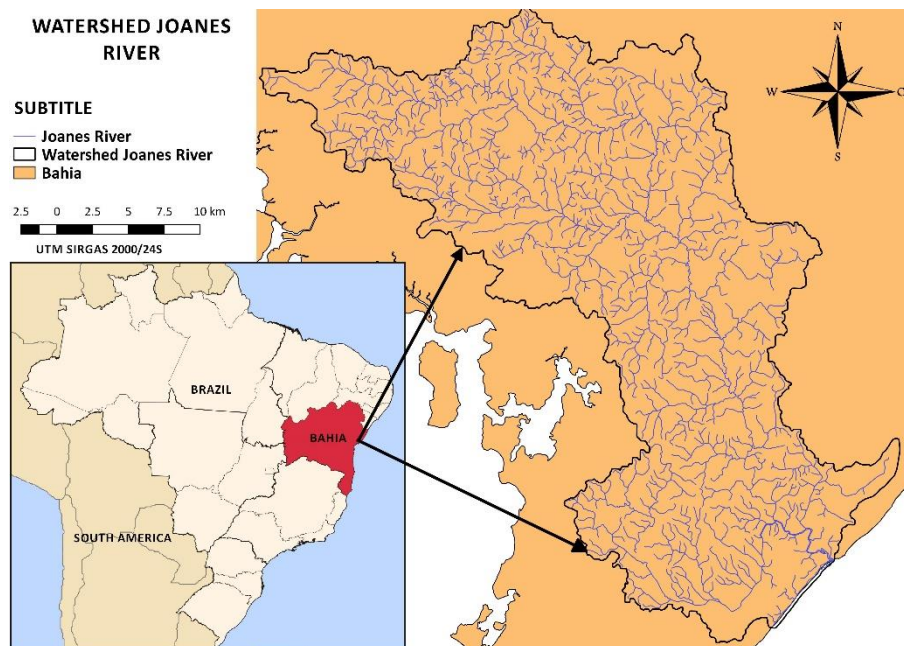 WATERSHED JOANES
RIVER
SUBTITLE
Joanes River
Watershed Joanes River
Bahia
2.5 0 2.5 5 7.5 10 km
UTM SIRGAS 2000/24S
N
W
C
S
BRAZIL
BAHIA
SOUTH AMERICA